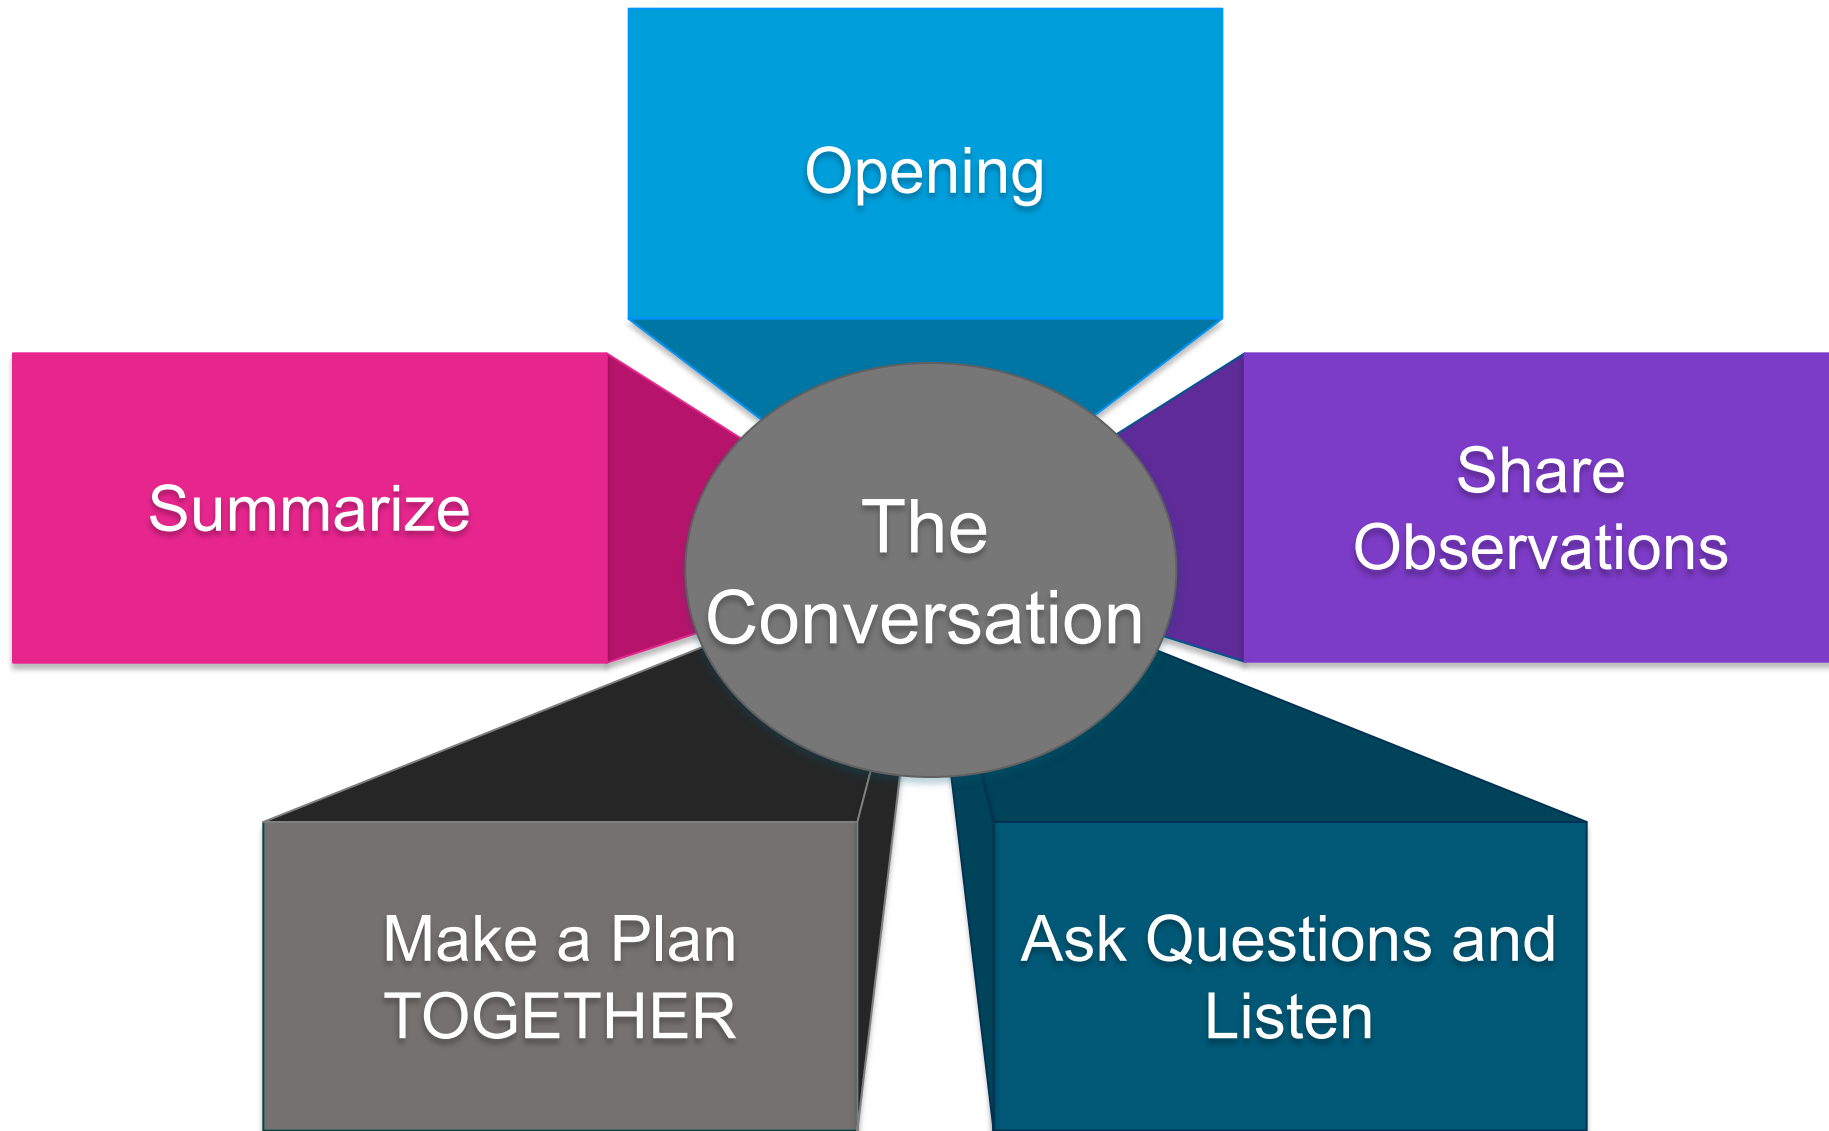 Opening
Share
Observations
Ask Questions and
Listen
Make a Plan
TOGETHER
Summarize
The
Conversation